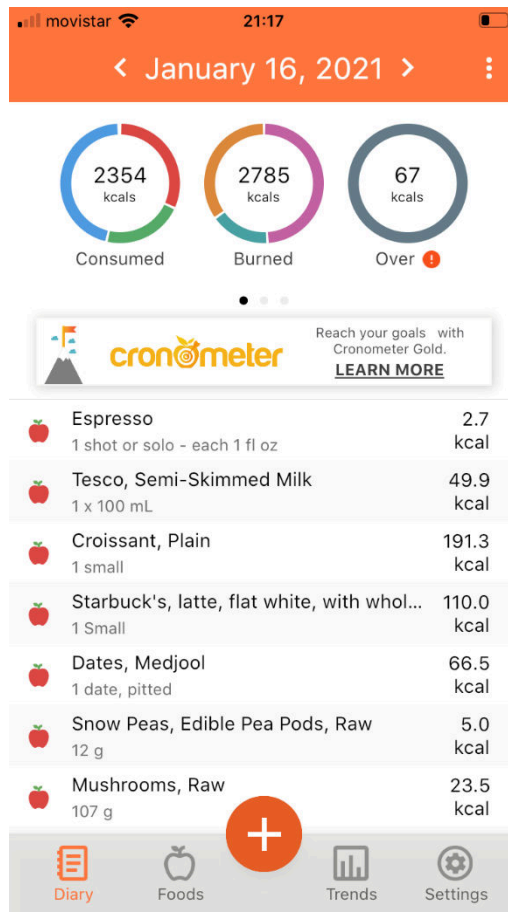 movistar 21:17
< January 16, 2021 >
2354
kcals
Consumed
2785
kcals
Burned
67
kcals
Over !
cronometer
Reach your goals with
Cronometer Gold.
LEARN MORE
Espresso 2.7
1 shot or solo - each 1 fl oz kcal
Tesco, Semi-Skimmed Milk 49.9
1 x 100 mL kcal
Croissant, Plain 191.3
1 small kcal
Starbuck's, latte, flat white, with whol... 110.0
1 Small kcal
Dates, Medjool 66.5
1 date, pitted kcal
Snow Peas, Edible Pea Pods, Raw 5.0
12 g kcal
Mushrooms, Raw 23.5
107 g kcal
+
Diary Foods Trends Settings